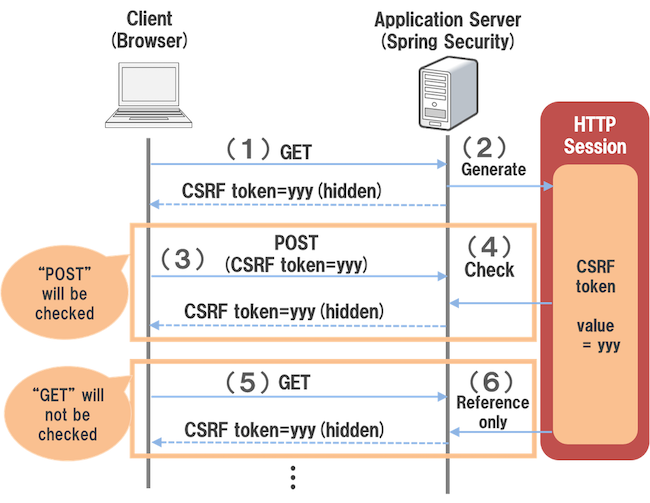 Client
(Browser)
Application Server
(Spring Security)
HTTP
Session
(1) GET
(2)
Generate
CSRF token=yyy (hidden)
POST
(3)
(CSRF token=yyy)
(4)
Check
CSRF token=yyy (hidden)
“POST”
will be
checked
CSRF
token
value
= yyy
(5) GET
(6)
Reference
only
CSRF token=yyy (hidden)
“GET” will
not be
checked